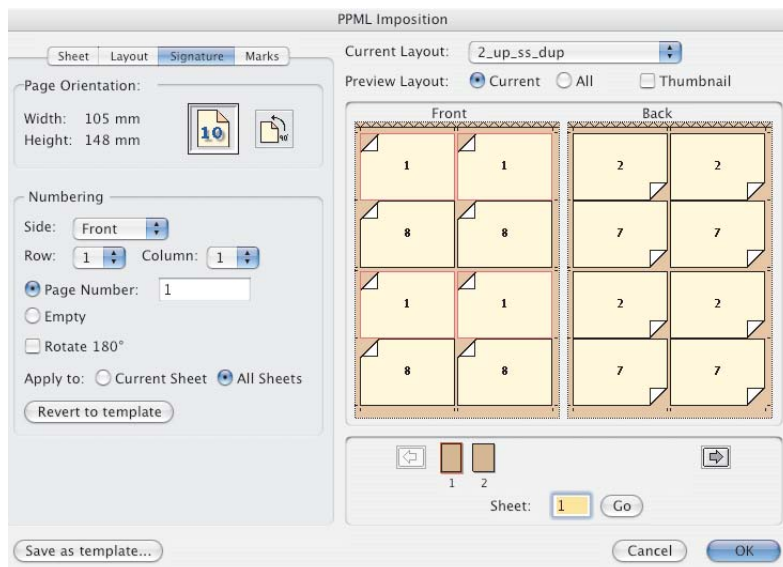 PPML Imposition
Sheet Layout Signature Marks
Page Orientation:
Width: 105 mm
Height: 148 mm
10
90°
Numbering
Side: Front
Row: 1 Column: 1
Page Number: 1
Empty
Rotate 180°
Apply to: Current Sheet All Sheets
Revert to template
Current Layout: 2_up_ss_dup
Preview Layout: Current All Thumbnail
Front Back
1 1 2 2
8 8 7 7
1 1 2 2
8 8 7 7
1 2
Sheet: 1 Go
Save as template... Cancel OK